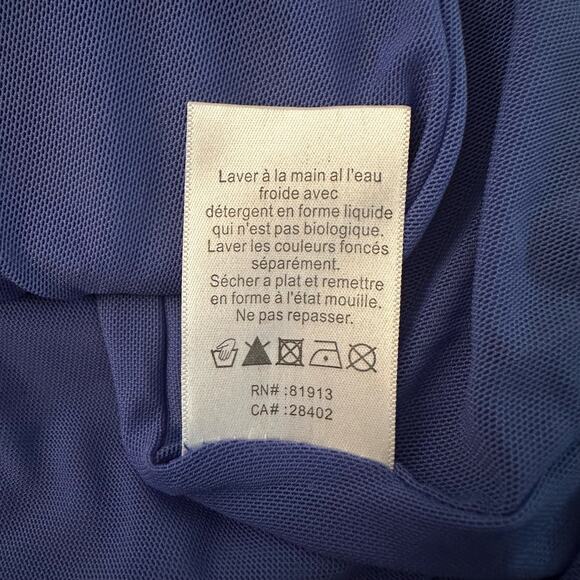 Laver à la main al l'eau
froide avec
détergent en forme liquide
qui n'est pas biologique.
Laver les couleurs foncés
séparément.
Sécher a plat et remettre
en forme à l'état mouille.
Ne pas repasser.
RN# :81913
CA# :28402